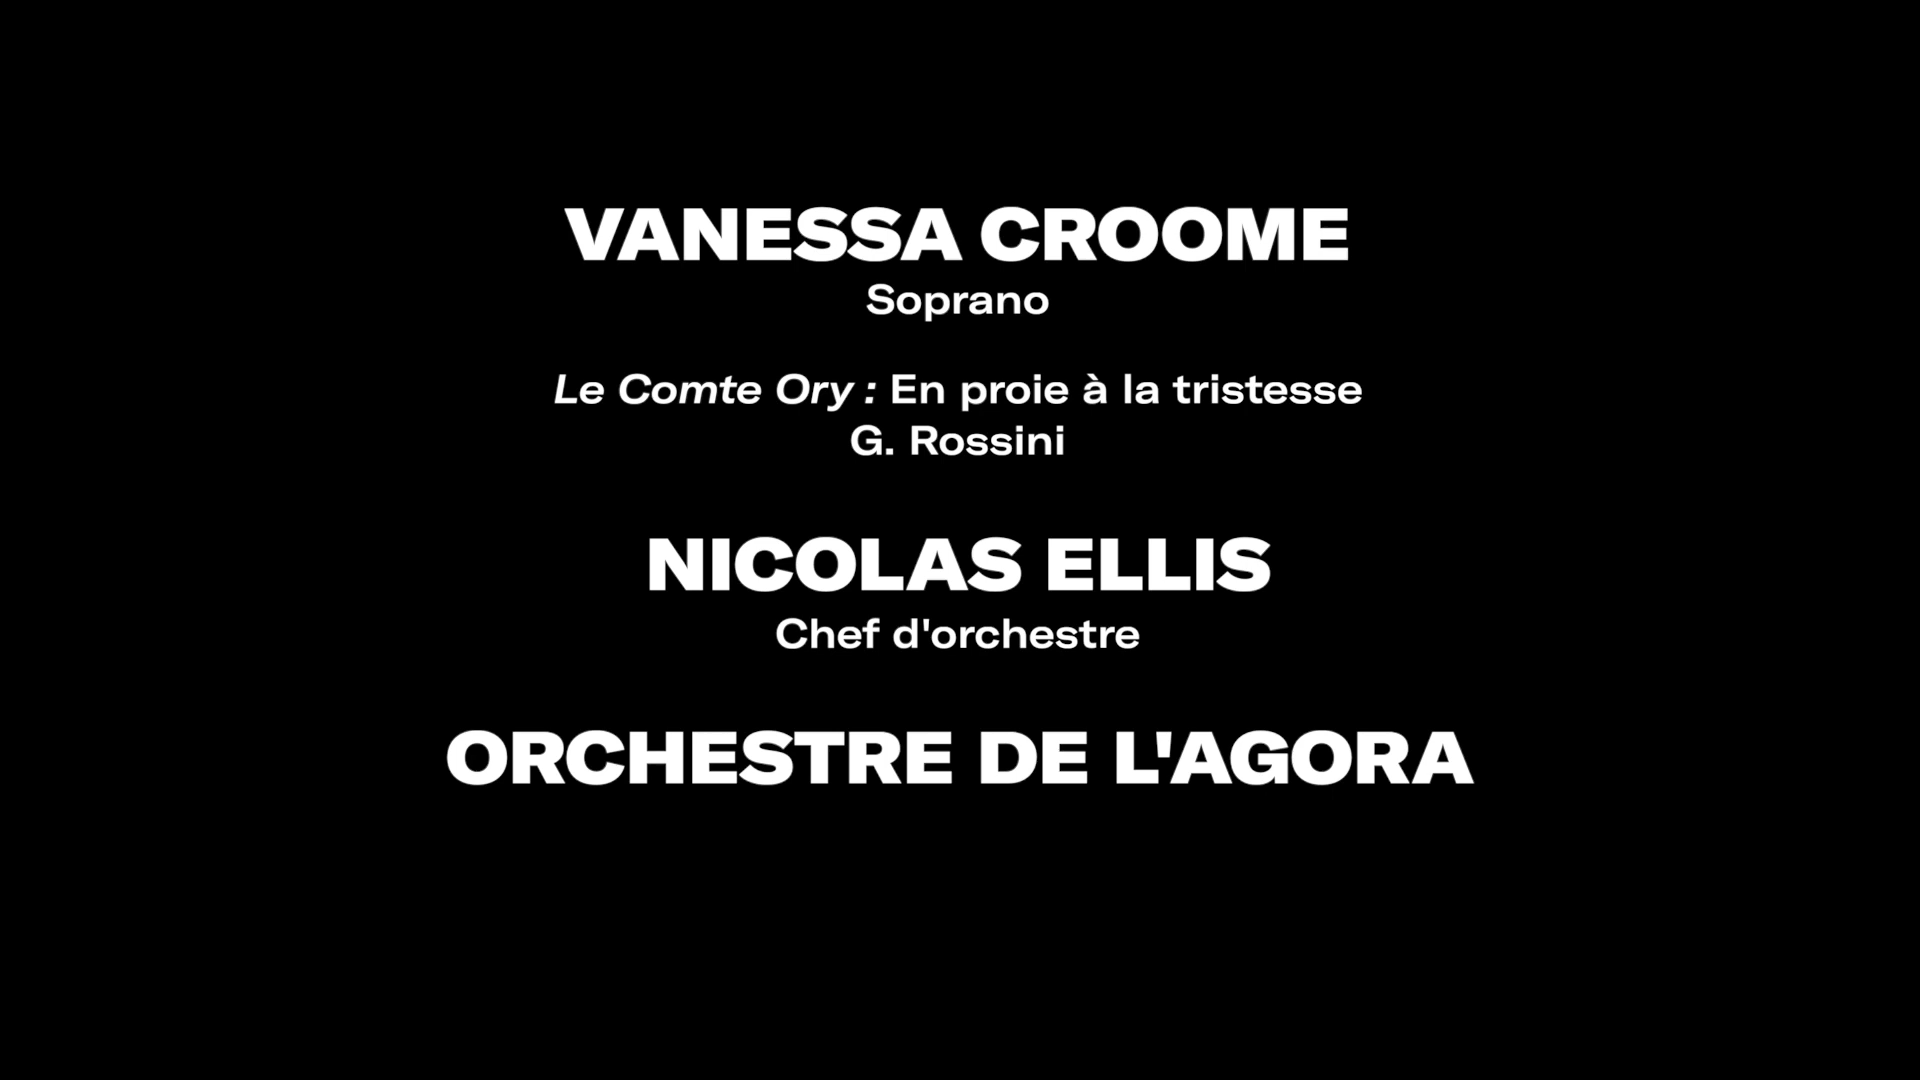 VANESSA CROOME
Soprano
Le Comte Ory : En proie à la tristesse
G. Rossini
NICOLAS ELLIS
Chef d'orchestre
ORCHESTRE DE L'AGORA